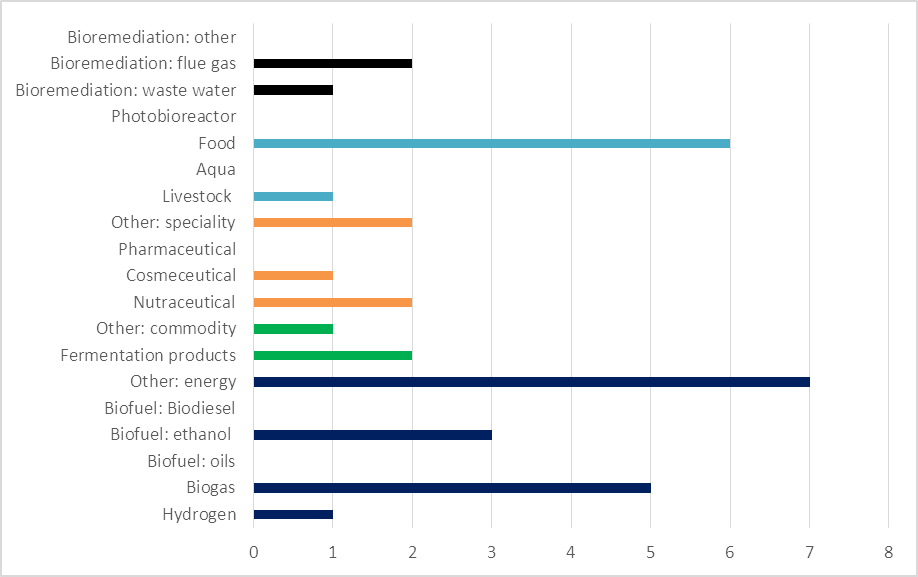 Bioremediation: other
Bioremediation: flue gas
Bioremediation: waste water
Photobioreactor
Food
Aqua
Livestock
Other: speciality
Pharmaceutical
Cosmeceutical
Nutraceutical
Other: commodity
Fermentation products
Other: energy
Biofuel: Biodiesel
Biofuel: ethanol
Biofuel: oils
Biogas
Hydrogen
0 1 2 3 4 5 6 7 8